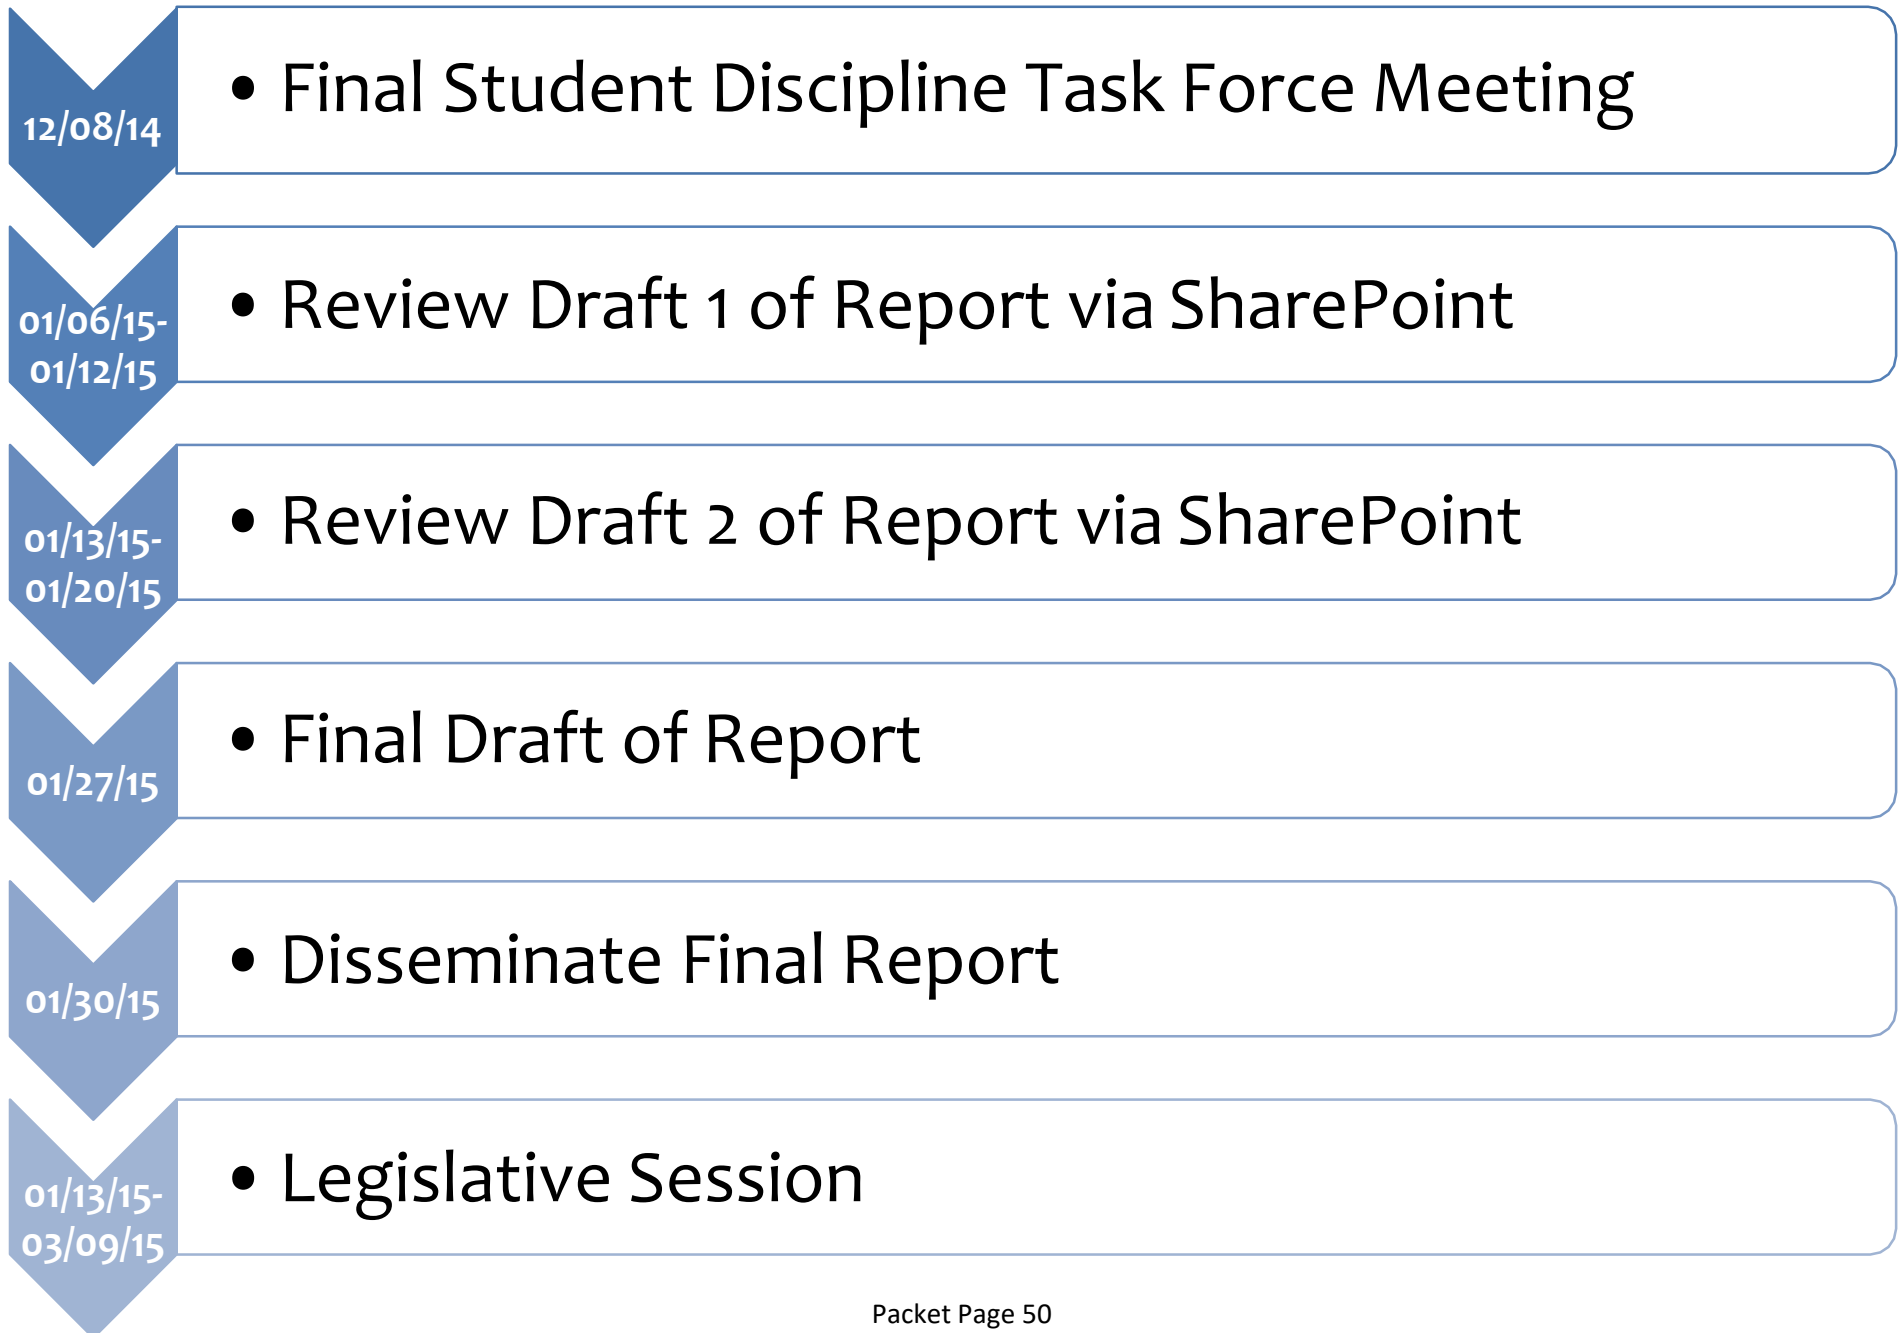 12/08/14
• Final Student Discipline Task Force Meeting
01/06/15-
01/12/15
• Review Draft 1 of Report via SharePoint
01/13/15-
01/20/15
• Review Draft 2 of Report via SharePoint
01/27/15
• Final Draft of Report
01/30/15
• Disseminate Final Report
01/13/15-
03/09/15
• Legislative Session
Packet Page 50